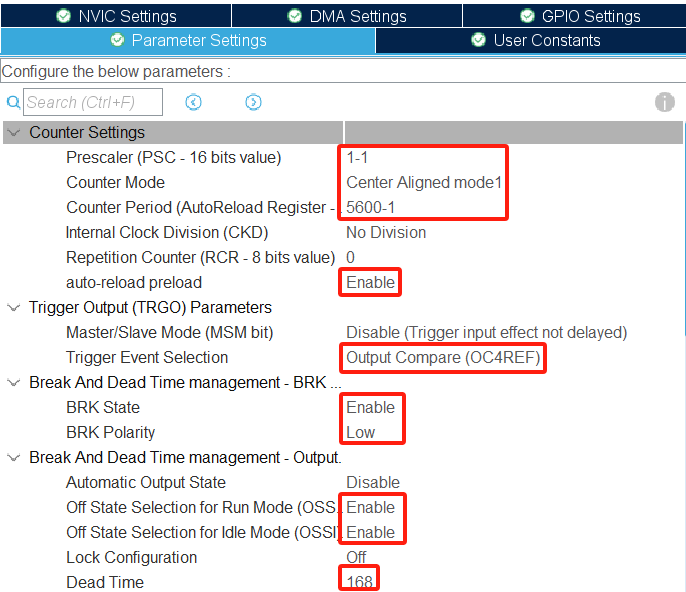 NVIC Settings DMA Settings GPIO Settings
Parameter Settings User Constants
Configure the below parameters :
Search (Ctrl+F)
Counter Settings
Prescaler (PSC - 16 bits value) 1-1
Counter Mode Center Aligned mode1
Counter Period (AutoReload Register - 5600-1
Internal Clock Division (CKD) No Division
Repetition Counter (RCR - 8 bits value) 0
auto-reload preload Enable
Trigger Output (TRGO) Parameters
Master/Slave Mode (MSM bit) Disable (Trigger input effect not delayed)
Trigger Event Selection Output Compare (OC4REF)
Break And Dead Time management - BRK ...
BRK State Enable
BRK Polarity Low
Break And Dead Time management - Output.
Automatic Output State Disable
Off State Selection for Run Mode (OSS Enable
Off State Selection for Idle Mode (OSSI) Enable
Lock Configuration Off
Dead Time 168